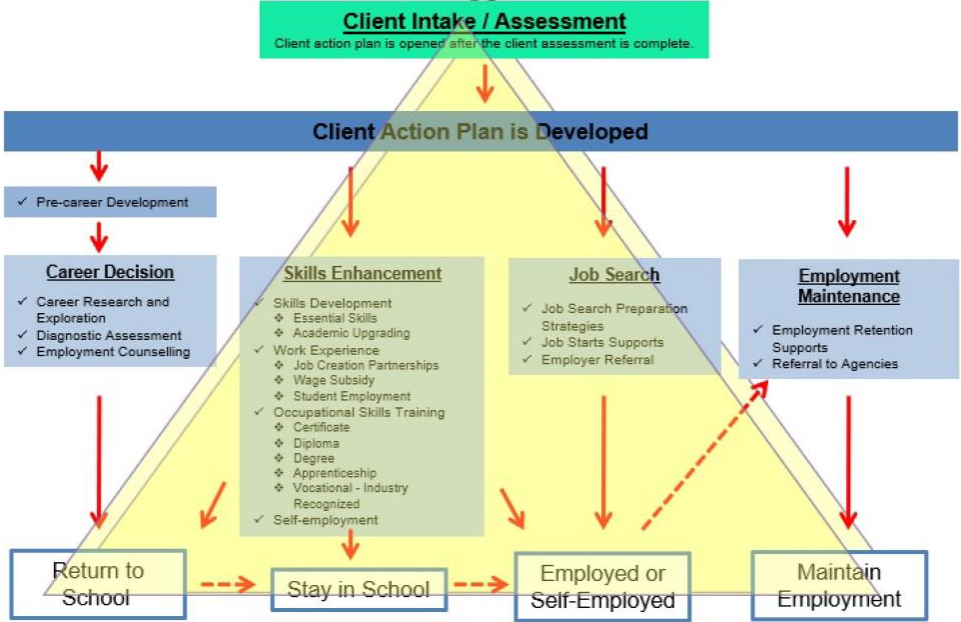 Client Intake / Assessment
Client action plan is opened after the client assessment is complete.
Client Action Plan is Developed
✓ Pre-career Development
Career Decision
✓ Career Research and
Exploration
✓ Diagnostic Assessment
✓ Employment Counselling
Skills Enhancement
✓ Skills Development
❖ Essential Skills
❖ Academic Upgrading
✓ Work Experience
❖ Job Creation Partnerships
❖ Wage Subsidy
❖ Student Employment
✓ Occupational Skills Training
❖ Certificate
❖ Diploma
❖ Degree
❖ Apprenticeship
❖ Vocational - Industry
Recognized
✓ Self-employment
Job Search
✓ Job Search Preparation
Strategies
✓ Job Starts Supports
✓ Employer Referral
Employment
Maintenance
✓ Employment Retention
Supports
✓ Referral to Agencies
Return to
School
Stay in School
Employed or
Self-Employed
Maintain
Employment